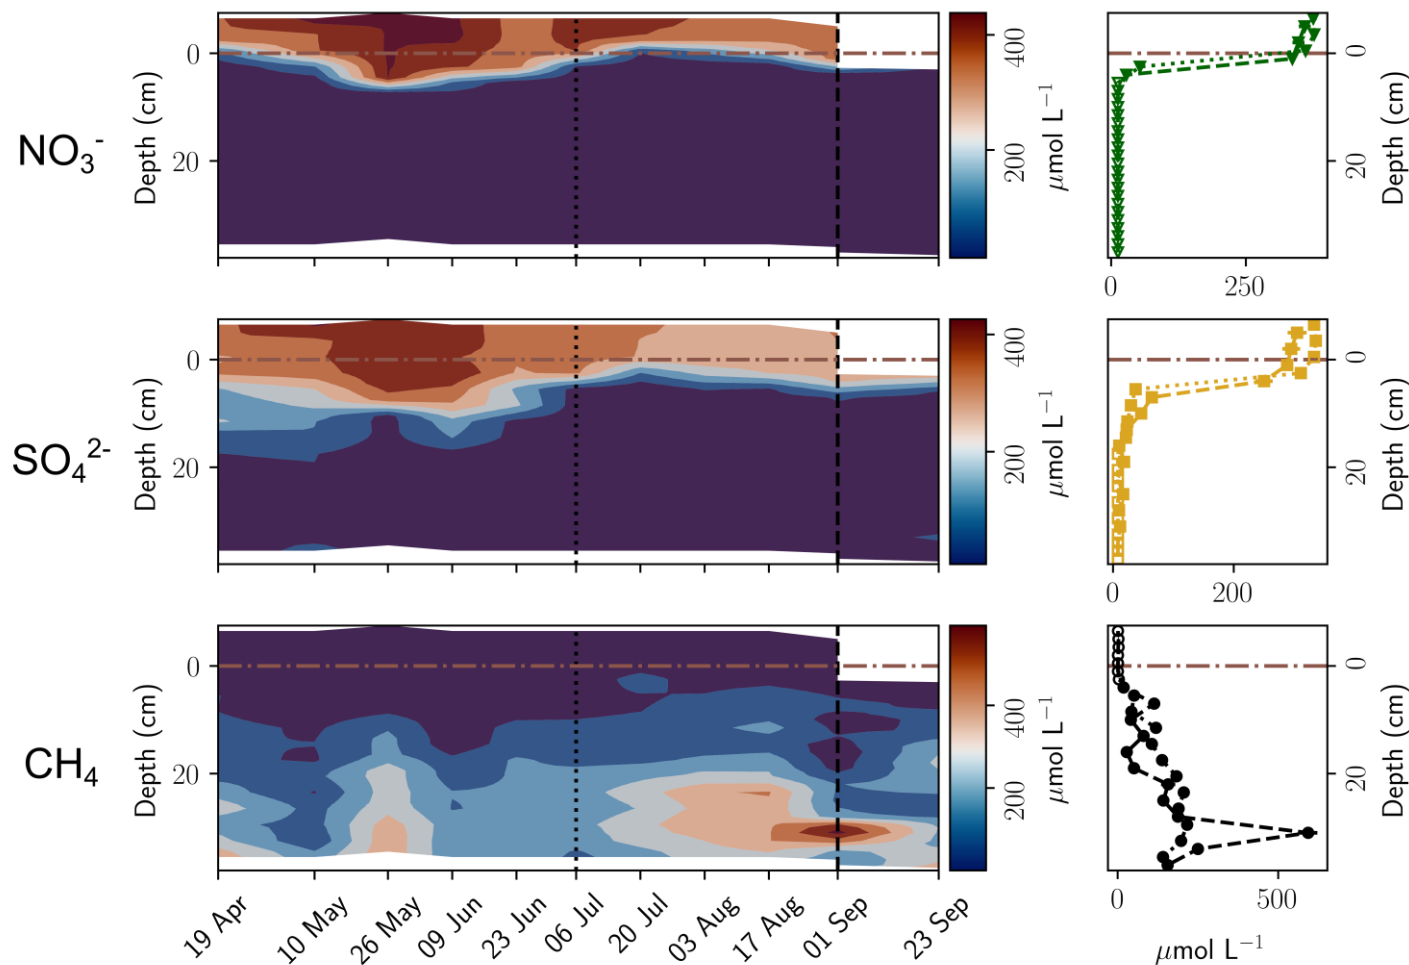 NO₃⁻
Depth (cm)
0
20
400
200
µmol L⁻¹
0
20
Depth (cm)
0
250
SO₄²⁻
Depth (cm)
0
20
400
200
µmol L⁻¹
0
20
Depth (cm)
0
200
CH₄
Depth (cm)
0
20
400
200
µmol L⁻¹
0
20
Depth (cm)
0
500
µmol L⁻¹
19 Apr
10 May
26 May
09 Jun
23 Jun
06 Jul
20 Jul
03 Aug
17 Aug
01 Sep
23 Sep